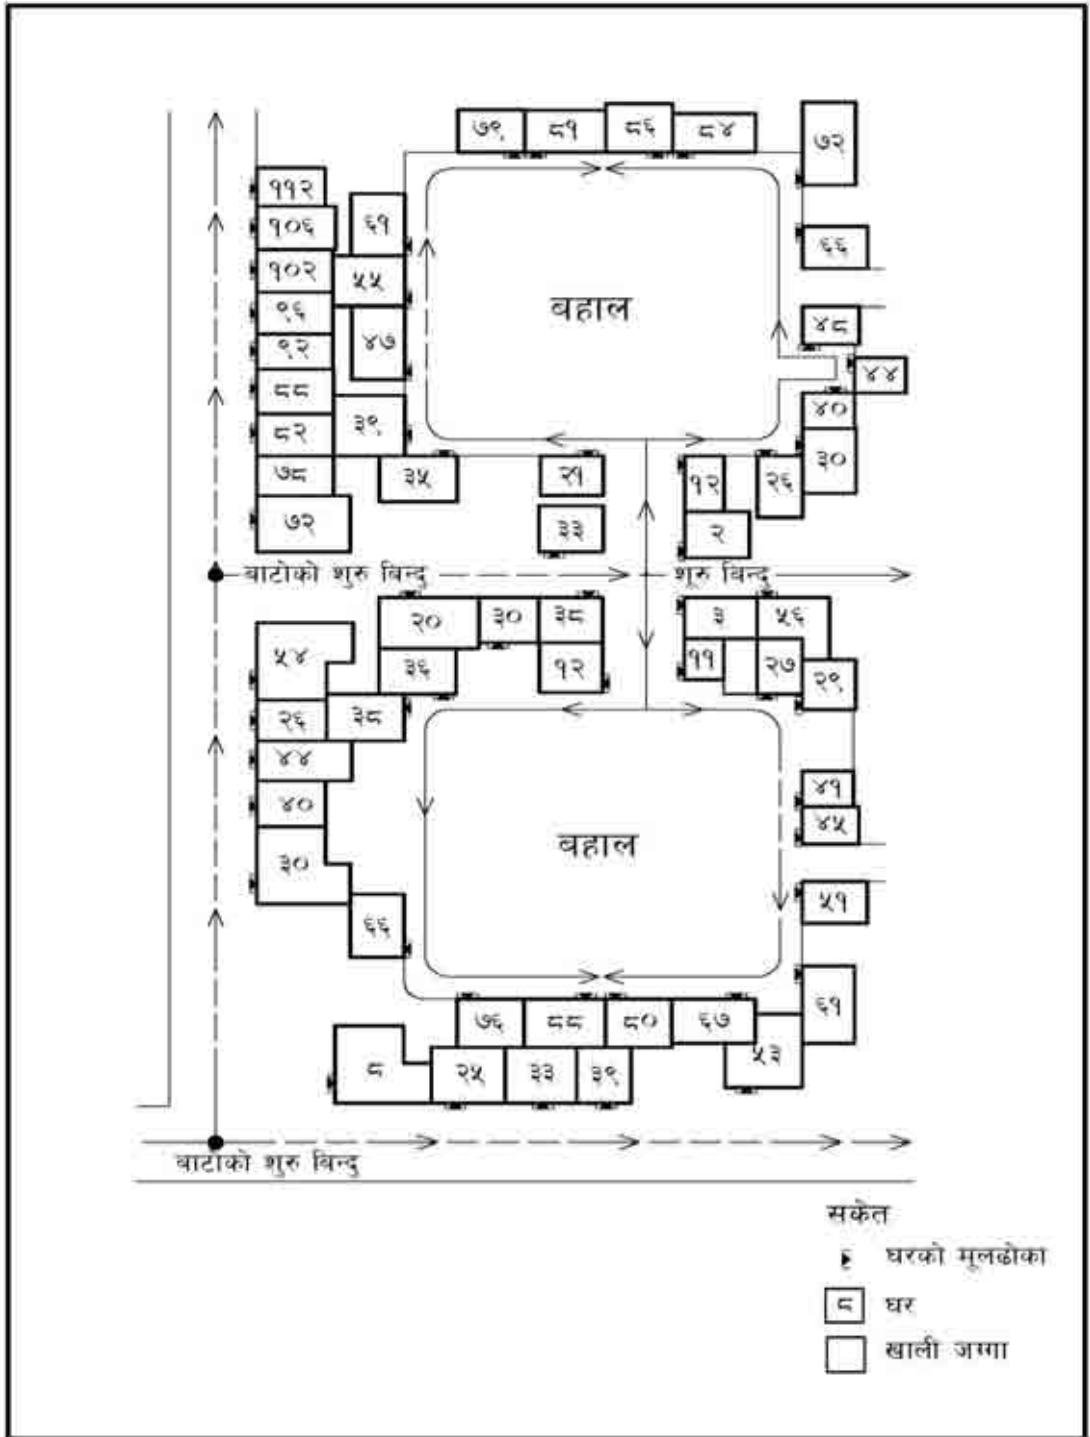 ७९ ८१ ८६ ८४ ७२
११२ ६१
१०६ ६६
१०२ ५५
९६ बहाल ४८
९२ ४७ ४४
८८ ४०
८२ ३९ ३०
७८ ३५ २१ १२ २६
७२ ३३ २
बाटोको शुरु बिन्दु शुरु बिन्दु
२० ३० ३८ ३ ५६
५४ ३६ १२ ११ २७ २९
२६ ३८
४४
४० ४१
४५
बहाल
३० ५१
६६
७६ ८८ ८० ६७ ६१
८ २५ ३३ ३९ ५३
बाटोको शुरु बिन्दु
सकेत
घरको मूलढोका
८ घर
खाली जग्गा